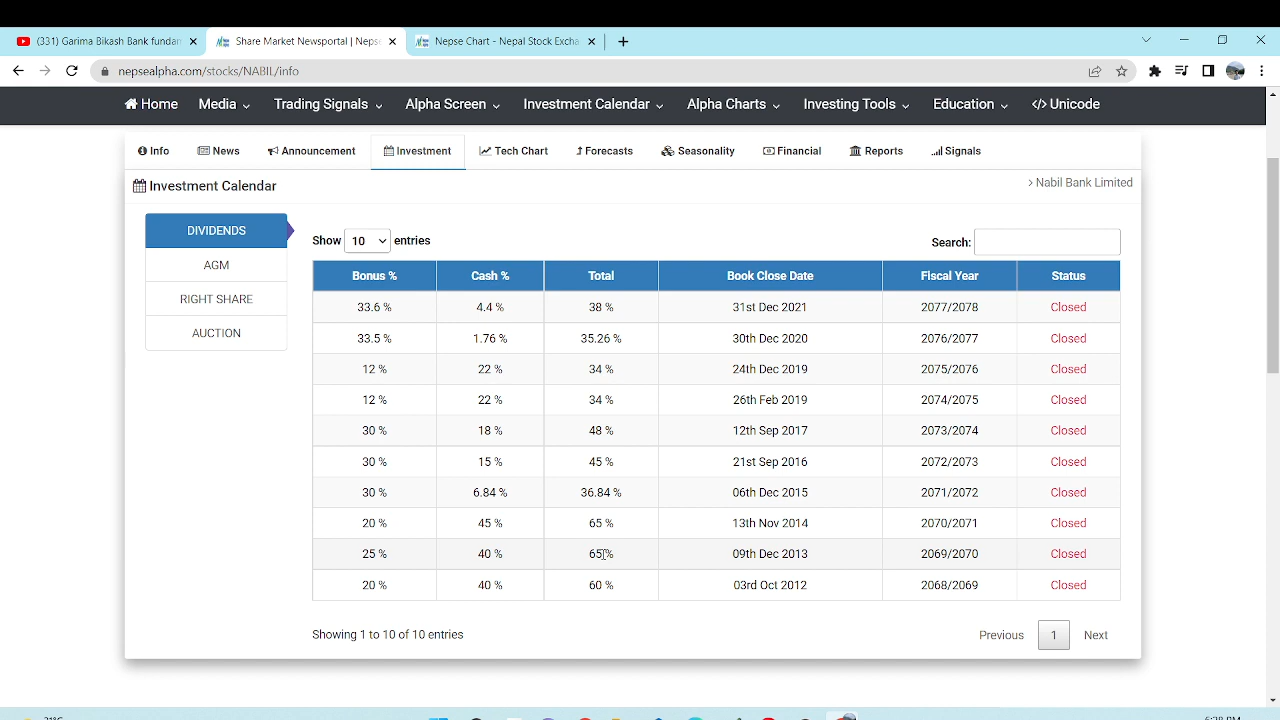 (331) Garima Bikash Bank fundan
Share Market Newsportal | Nepse
Nepse Chart - Nepal Stock Excha
nepsealpha.com/stocks/NABIL/info
Home Media Trading Signals Alpha Screen Investment Calendar Alpha Charts Investing Tools Education </> Unicode
Info News Announcement Investment Tech Chart Forecasts Seasonality Financial Reports Signals
Investment Calendar
> Nabil Bank Limited
DIVIDENDS
AGM
RIGHT SHARE
AUCTION
Show 10 entries
Search:
Bonus % Cash % Total Book Close Date Fiscal Year Status
33.6 % 4.4 % 38 % 31st Dec 2021 2077/2078 Closed
33.5 % 1.76 % 35.26 % 30th Dec 2020 2076/2077 Closed
12 % 22 % 34 % 24th Dec 2019 2075/2076 Closed
12 % 22 % 34 % 26th Feb 2019 2074/2075 Closed
30 % 18 % 48 % 12th Sep 2017 2073/2074 Closed
30 % 15 % 45 % 21st Sep 2016 2072/2073 Closed
30 % 6.84 % 36.84 % 06th Dec 2015 2071/2072 Closed
20 % 45 % 65 % 13th Nov 2014 2070/2071 Closed
25 % 40 % 65 % 09th Dec 2013 2069/2070 Closed
20 % 40 % 60 % 03rd Oct 2012 2068/2069 Closed
Showing 1 to 10 of 10 entries
Previous 1 Next